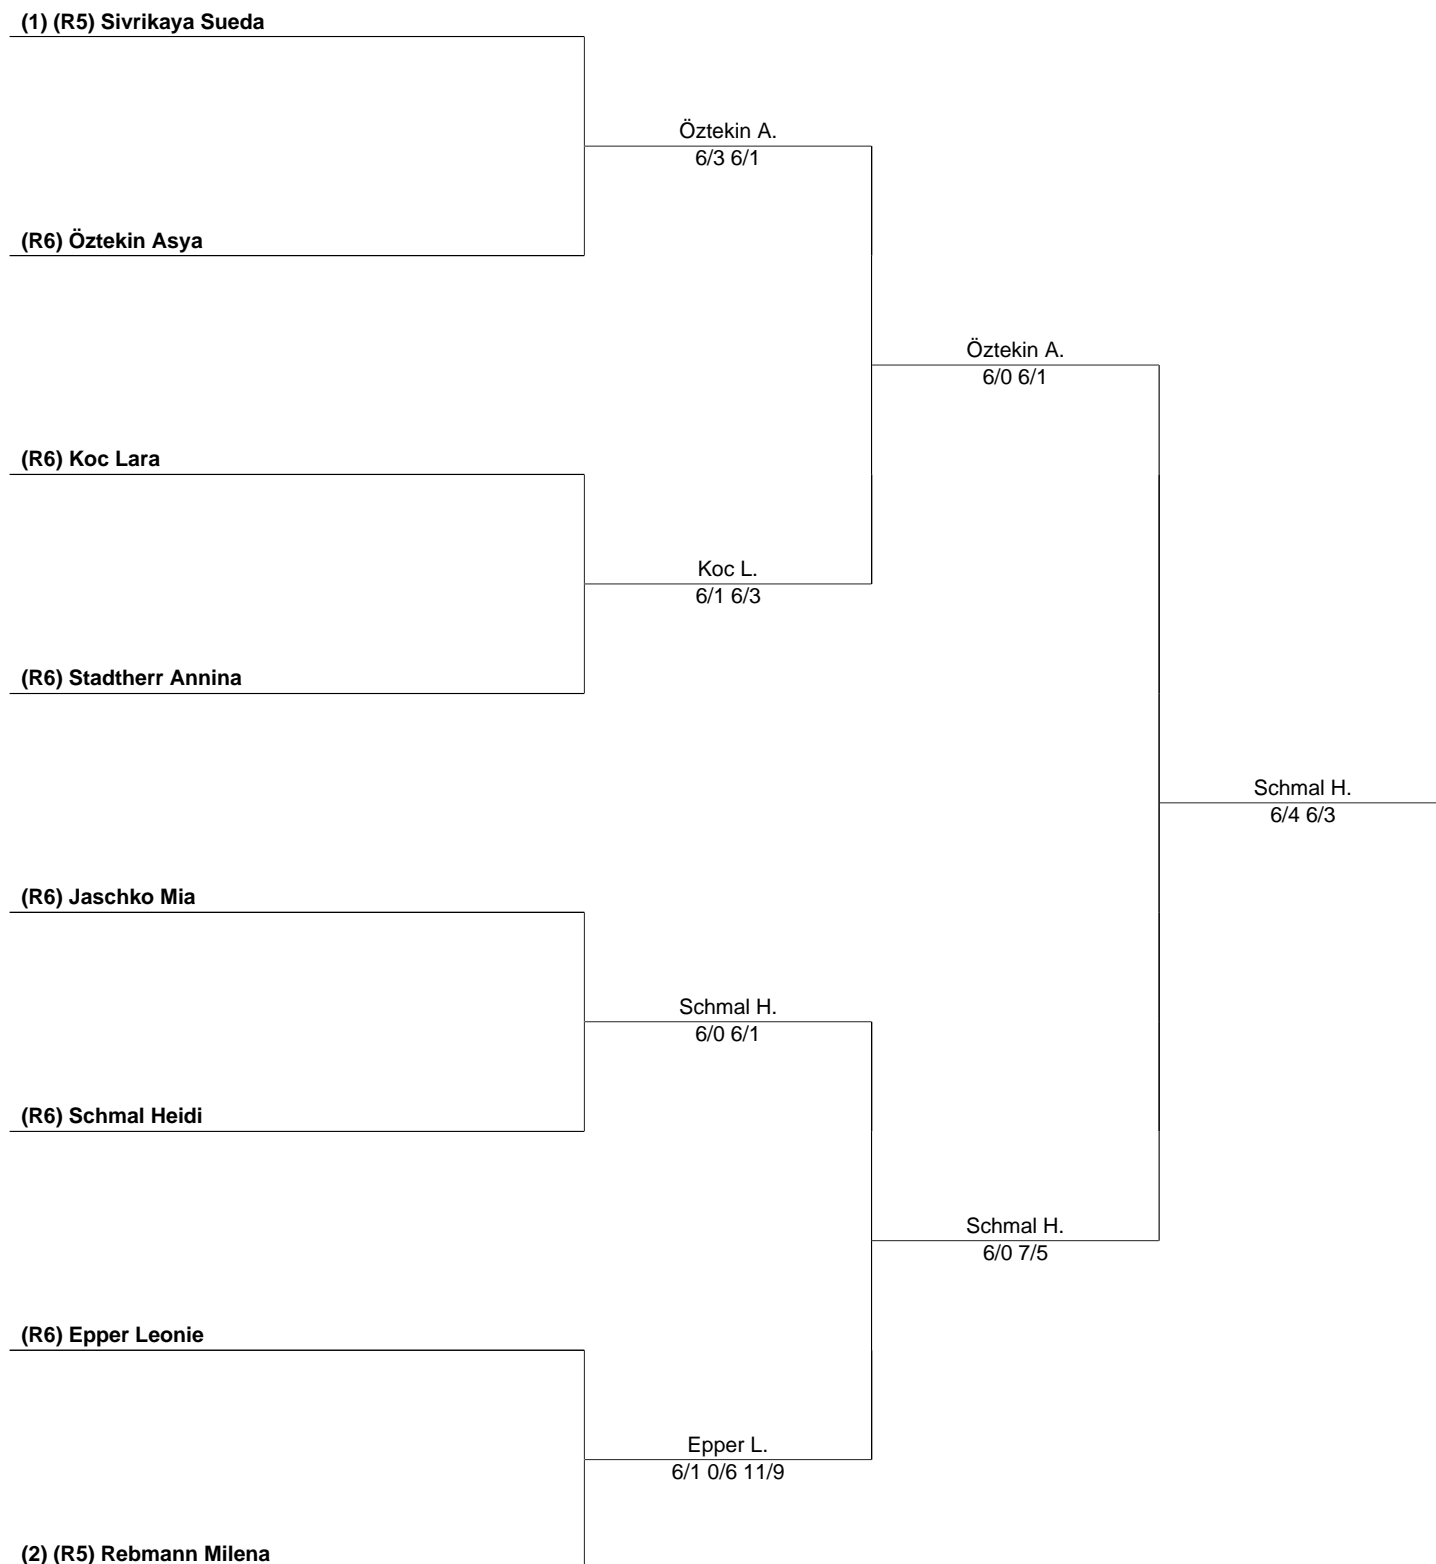 (1) (R5) Sivrikaya Sueda
Öztekin A.
6/3 6/1
(R6) Öztekin Asya
Öztekin A.
6/0 6/1
(R6) Koc Lara
Koc L.
6/1 6/3
(R6) Stadtherr Annina
Schmal H.
6/4 6/3
(R6) Jaschko Mia
Schmal H.
6/0 6/1
(R6) Schmal Heidi
Schmal H.
6/0 7/5
(R6) Epper Leonie
Epper L.
6/1 0/6 11/9
(2) (R5) Rebmann Milena